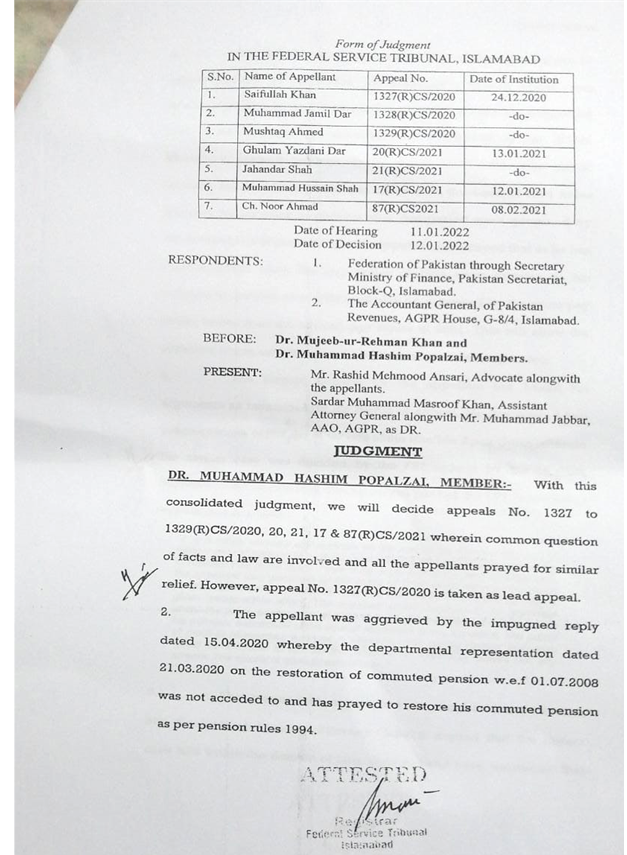 Form of Judgment
IN THE FEDERAL SERVICE TRIBUNAL, ISLAMABAD
S.No. Name of Appellant Appeal No. Date of Institution
1. Saifullah Khan 1327(R)CS/2020 24.12.2020
2. Muhammad Jamil Dar 1328(R)CS/2020 -do-
3. Mushtaq Ahmed 1329(R)CS/2020 -do-
4. Ghulam Yazdani Dar 20(R)CS/2021 13.01.2021
5. Jahandar Shah 21(R)CS/2021 -do-
6. Muhammad Hussain Shah 17(R)CS/2021 12.01.2021
7. Ch. Noor Ahmad 87(R)CS2021 08.02.2021
Date of Hearing 11.01.2022
Date of Decision 12.01.2022
RESPONDENTS: 1. Federation of Pakistan through Secretary
Ministry of Finance, Pakistan Secretariat,
Block-Q, Islamabad.
2. The Accountant General, of Pakistan
Revenues, AGPR House, G-8/4, Islamabad.
BEFORE: Dr. Mujeeb-ur-Rehman Khan and
Dr. Muhammad Hashim Popalzai, Members.
PRESENT: Mr. Rashid Mehmood Ansari, Advocate alongwith
the appellants.
Sardar Muhammad Masroof Khan, Assistant
Attorney General alongwith Mr. Muhammad Jabbar,
AAO, AGPR, as DR.
JUDGMENT
DR. MUHAMMAD HASHIM POPALZAI, MEMBER:- With this
consolidated judgment, we will decide appeals No. 1327 to
1329(R)CS/2020, 20, 21, 17 & 87(R)CS/2021 wherein common question
of facts and law are involved and all the appellants prayed for similar
relief. However, appeal No. 1327(R)CS/2020 is taken as lead appeal.
2. The appellant was aggrieved by the impugned reply
dated 15.04.2020 whereby the departmental representation dated
21.03.2020 on the restoration of commuted pension w.e.f 01.07.2008
was not acceded to and has prayed to restore his commuted pension
as per pension rules 1994.
ATTESTED
Registrar
Federal Service Tribunal
Islamabad